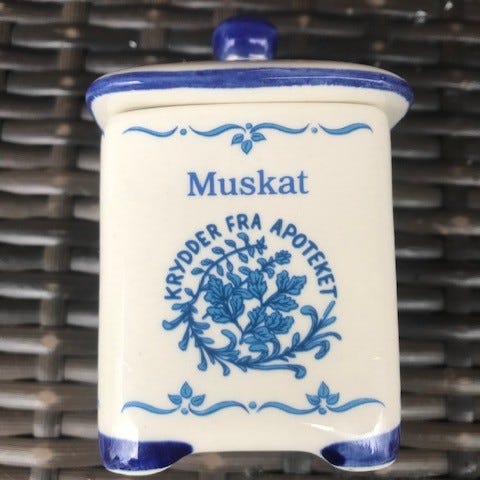 Muskat
KRYDDER FRA APOTEKET